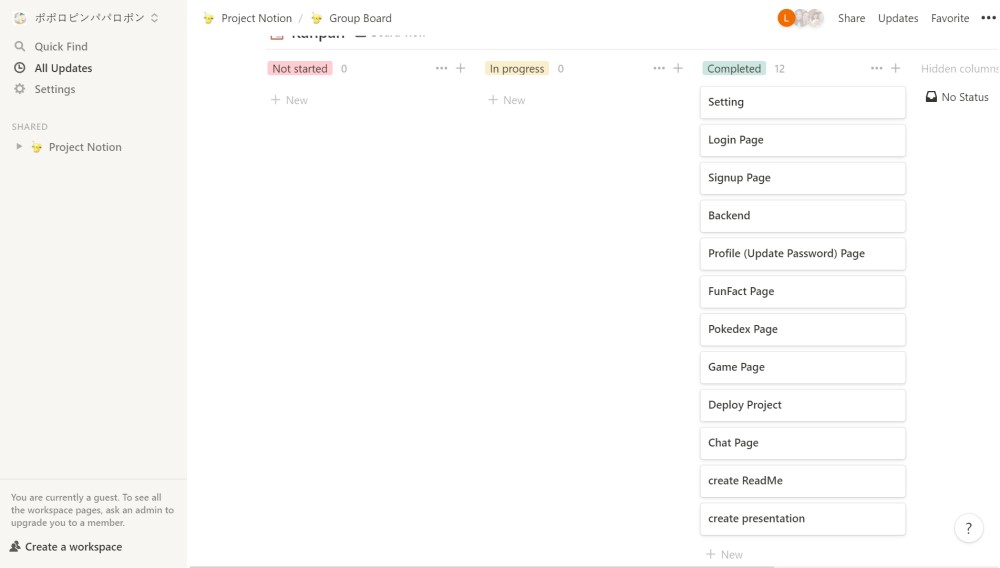 ポポロピンパパロポン
Project Notion / Group Board
L
Share
Updates
Favorite
Quick Find
All Updates
Settings
SHARED
Project Notion
You are currently a guest. To see all
the workspace pages, ask an admin to
upgrade you to a member.
Create a workspace
Not started 0
New
In progress 0
New
Completed 12
Setting
Login Page
Signup Page
Backend
Profile (Update Password) Page
FunFact Page
Pokedex Page
Game Page
Deploy Project
Chat Page
create ReadMe
create presentation
New
Hidden columns
No Status
?